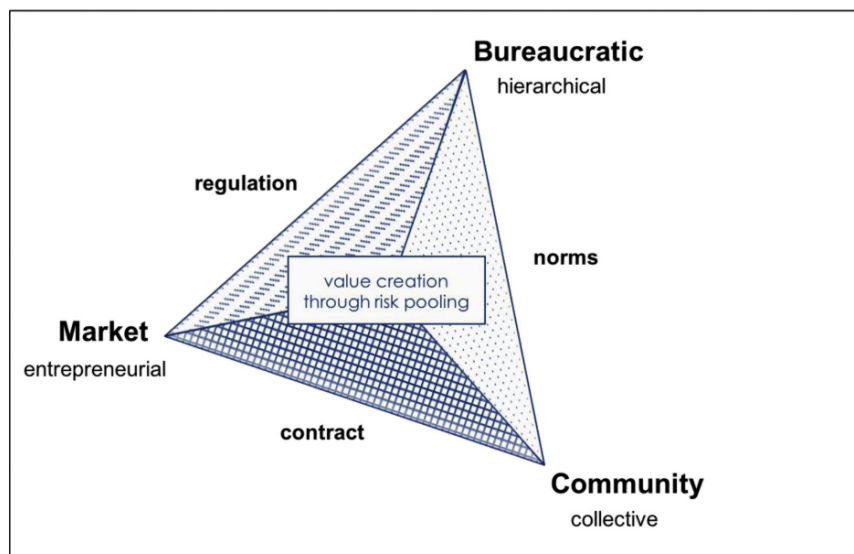 Bureaucratic
hierarchical
regulation
norms
value creation
through risk pooling
Market
entrepreneurial
contract
Community
collective